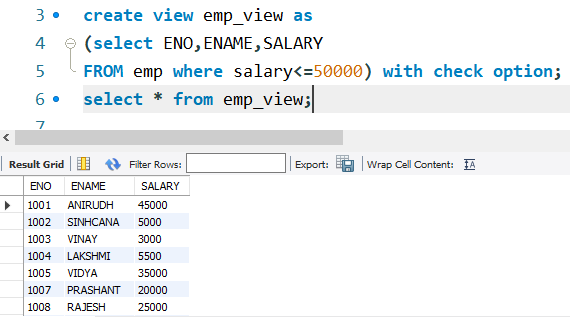 3 create view emp_view as
4 (select ENO,ENAME,SALARY
5 FROM emp where salary<=50000) with check option;
6 select * from emp_view;
7
Result Grid Filter Rows: Export: Wrap Cell Content:
ENO ENAME SALARY
1001 ANIRUDH 45000
1002 SINHCANA 5000
1003 VINAY 3000
1004 LAKSHMI 5500
1005 VIDYA 35000
1007 PRASHANT 20000
1008 RAJESH 25000